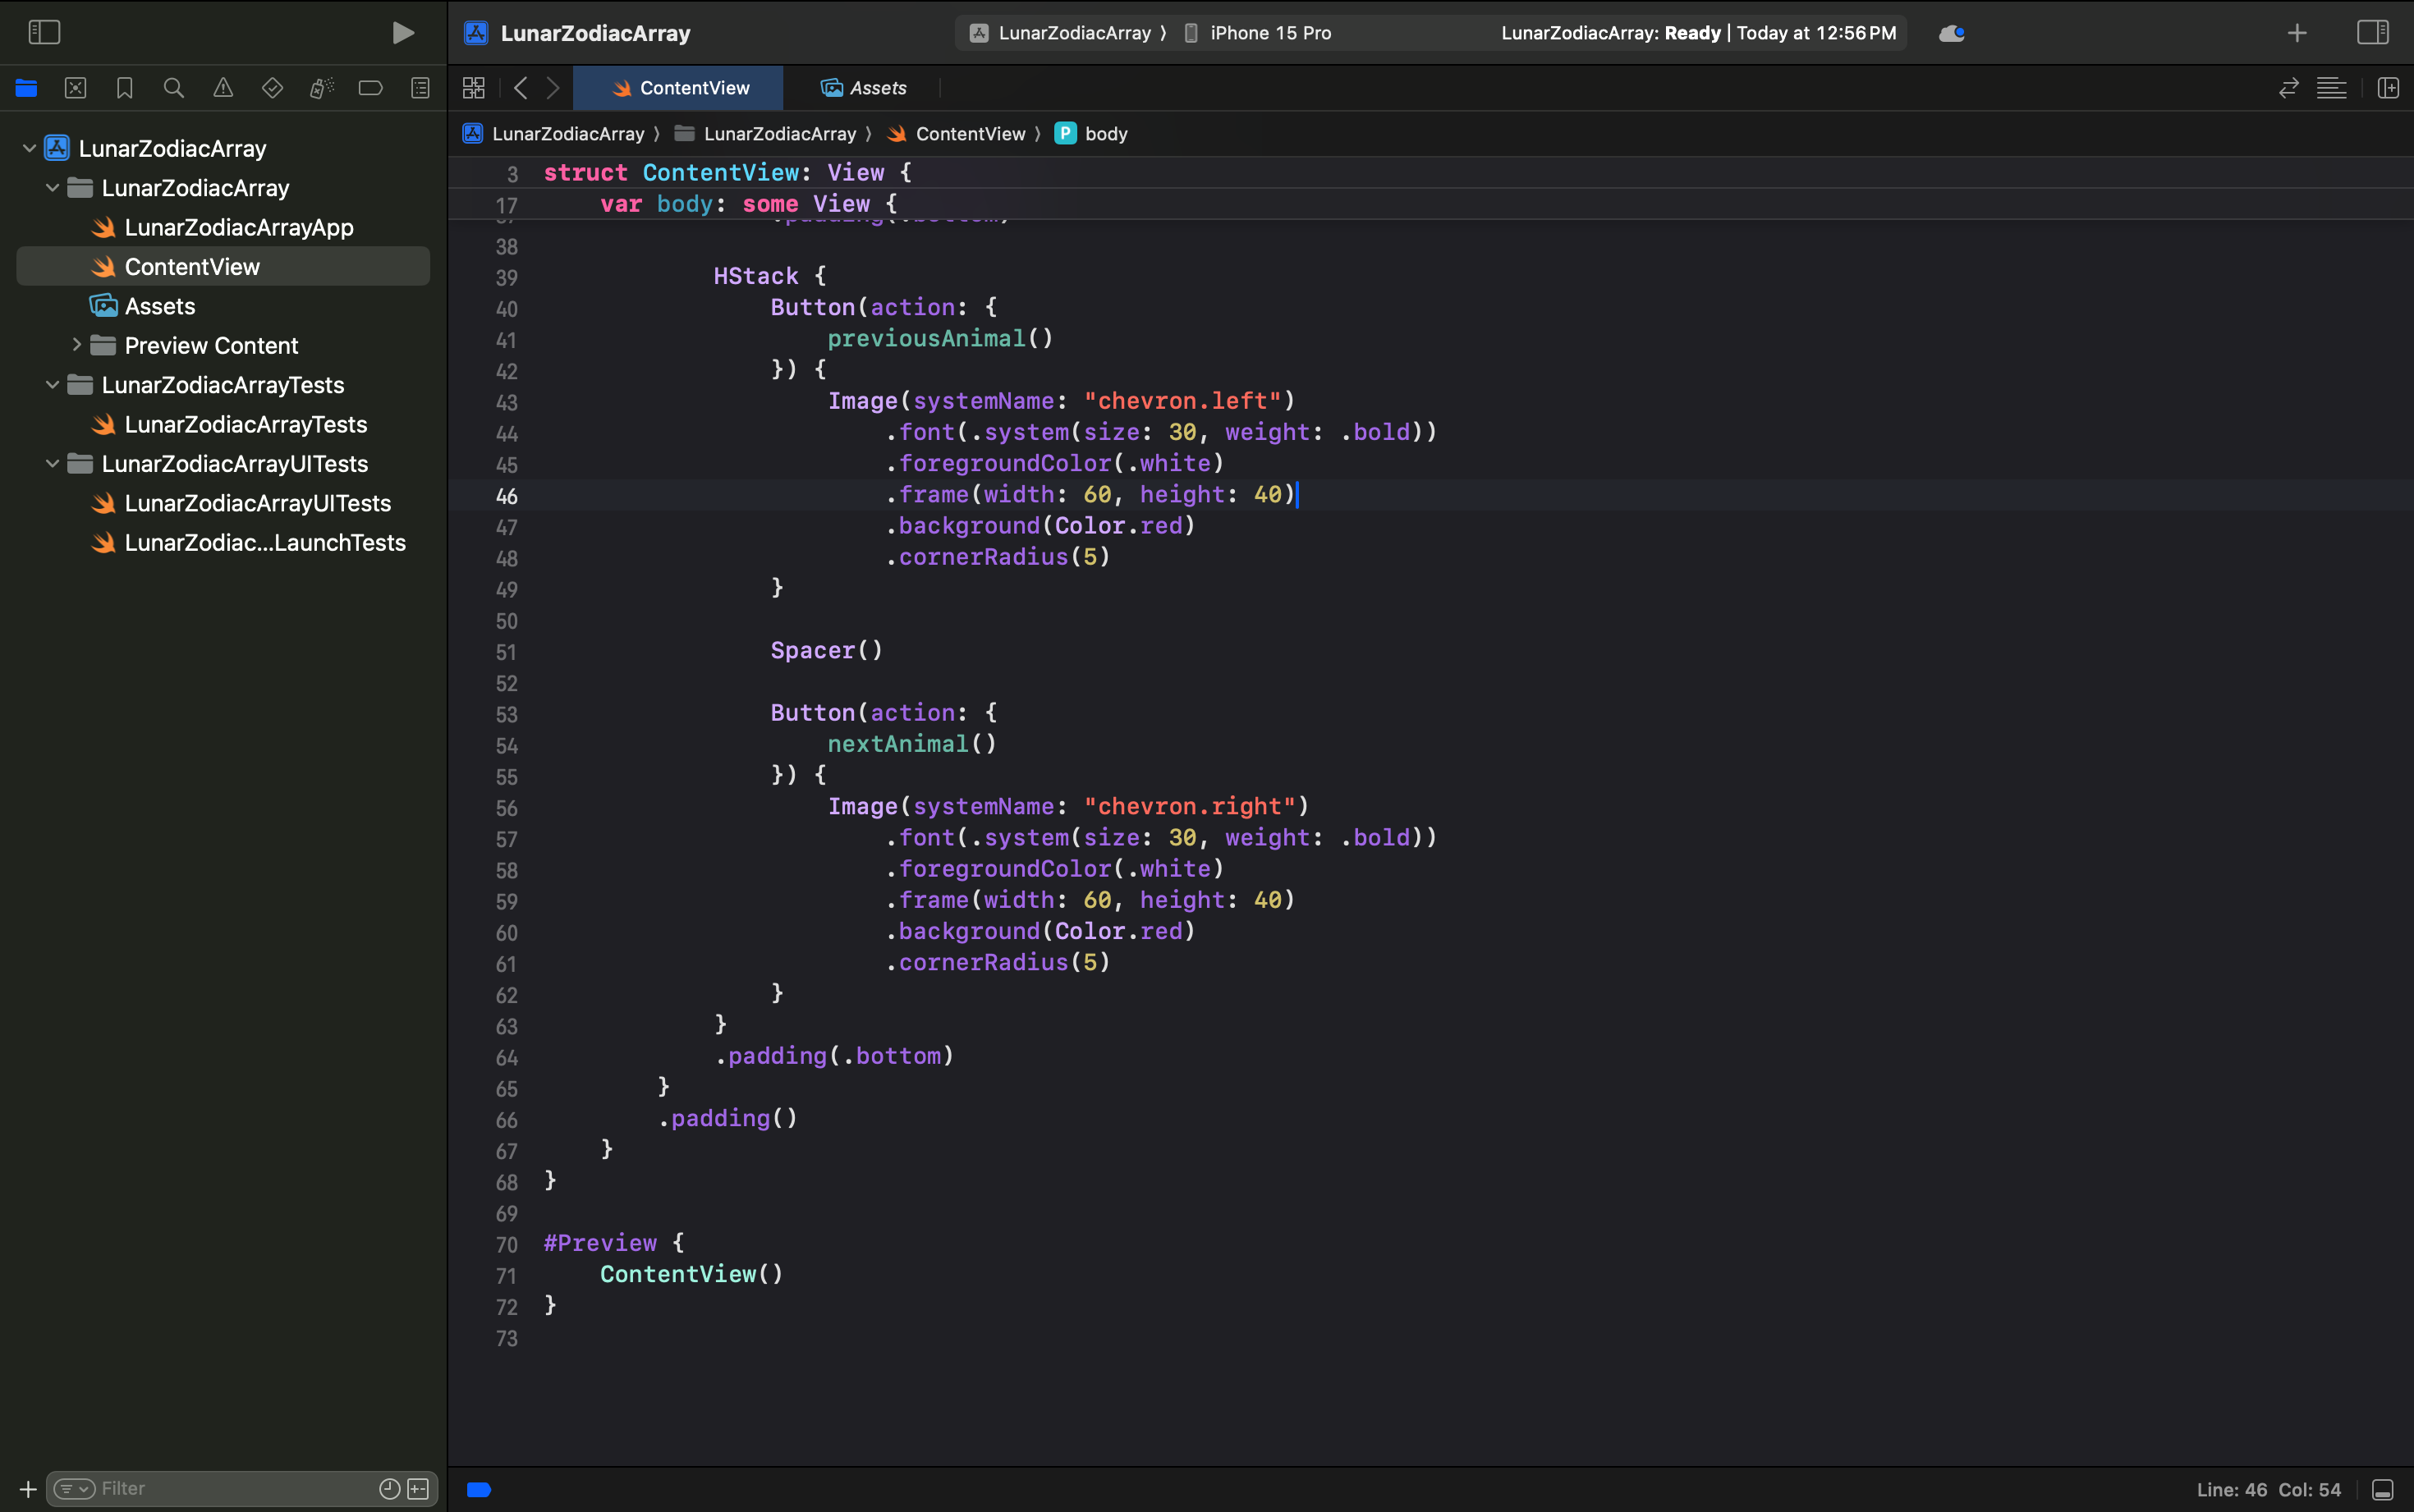 LunarZodiacArray
LunarZodiacArray ⟩ iPhone 15 Pro
LunarZodiacArray: Ready | Today at 12:56 PM
ContentView
Assets
LunarZodiacArray ⟩ LunarZodiacArray ⟩ ContentView ⟩ P body
LunarZodiacArray
LunarZodiacArray
LunarZodiacArrayApp
ContentView
Assets
Preview Content
LunarZodiacArrayTests
LunarZodiacArrayTests
LunarZodiacArrayUITests
LunarZodiacArrayUITests
LunarZodiac...LaunchTests
Filter
3 struct ContentView: View {
17     var body: some View {
37                 .padding(.bottom)
38
39             HStack {
40                 Button(action: {
41                     previousAnimal()
42                 }) {
43                     Image(systemName: "chevron.left")
44                         .font(.system(size: 30, weight: .bold))
45                         .foregroundColor(.white)
46                         .frame(width: 60, height: 40)
47                         .background(Color.red)
48                         .cornerRadius(5)
49                 }
50
51                 Spacer()
52
53                 Button(action: {
54                     nextAnimal()
55                 }) {
56                     Image(systemName: "chevron.right")
57                         .font(.system(size: 30, weight: .bold))
58                         .foregroundColor(.white)
59                         .frame(width: 60, height: 40)
60                         .background(Color.red)
61                         .cornerRadius(5)
62                 }
63             }
64             .padding(.bottom)
65         }
66         .padding()
67     }
68 }
69
70 #Preview {
71     ContentView()
72 }
73
Line: 46 Col: 54